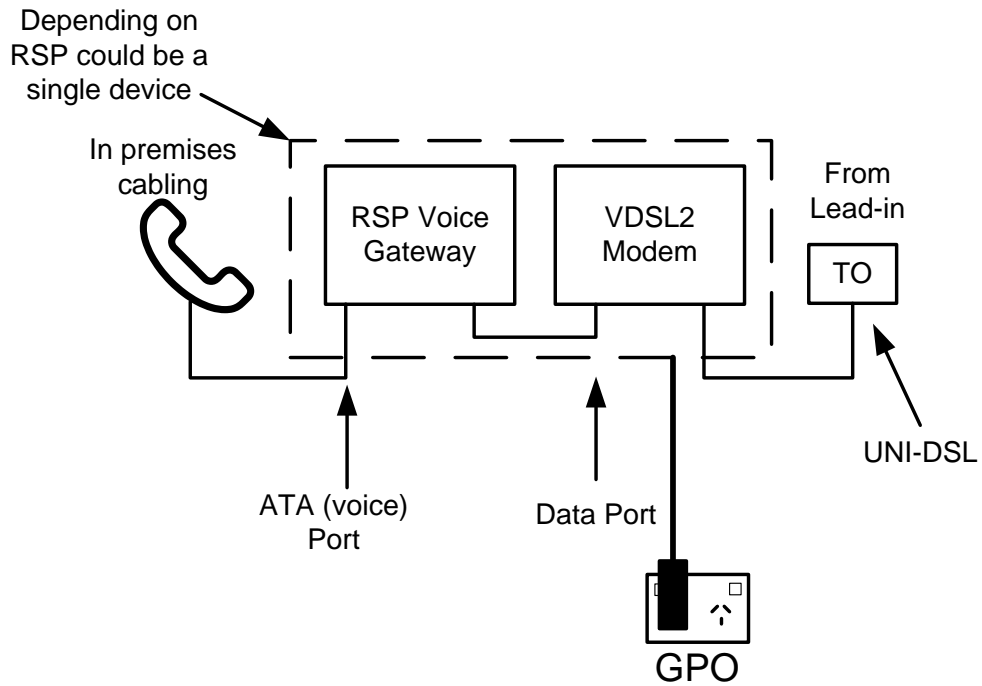 Depending on
RSP could be a
single device
In premises
cabling
RSP Voice
Gateway
VDSL2
Modem
From
Lead-in
TO
UNI-DSL
ATA (voice)
Port
Data Port
GPO